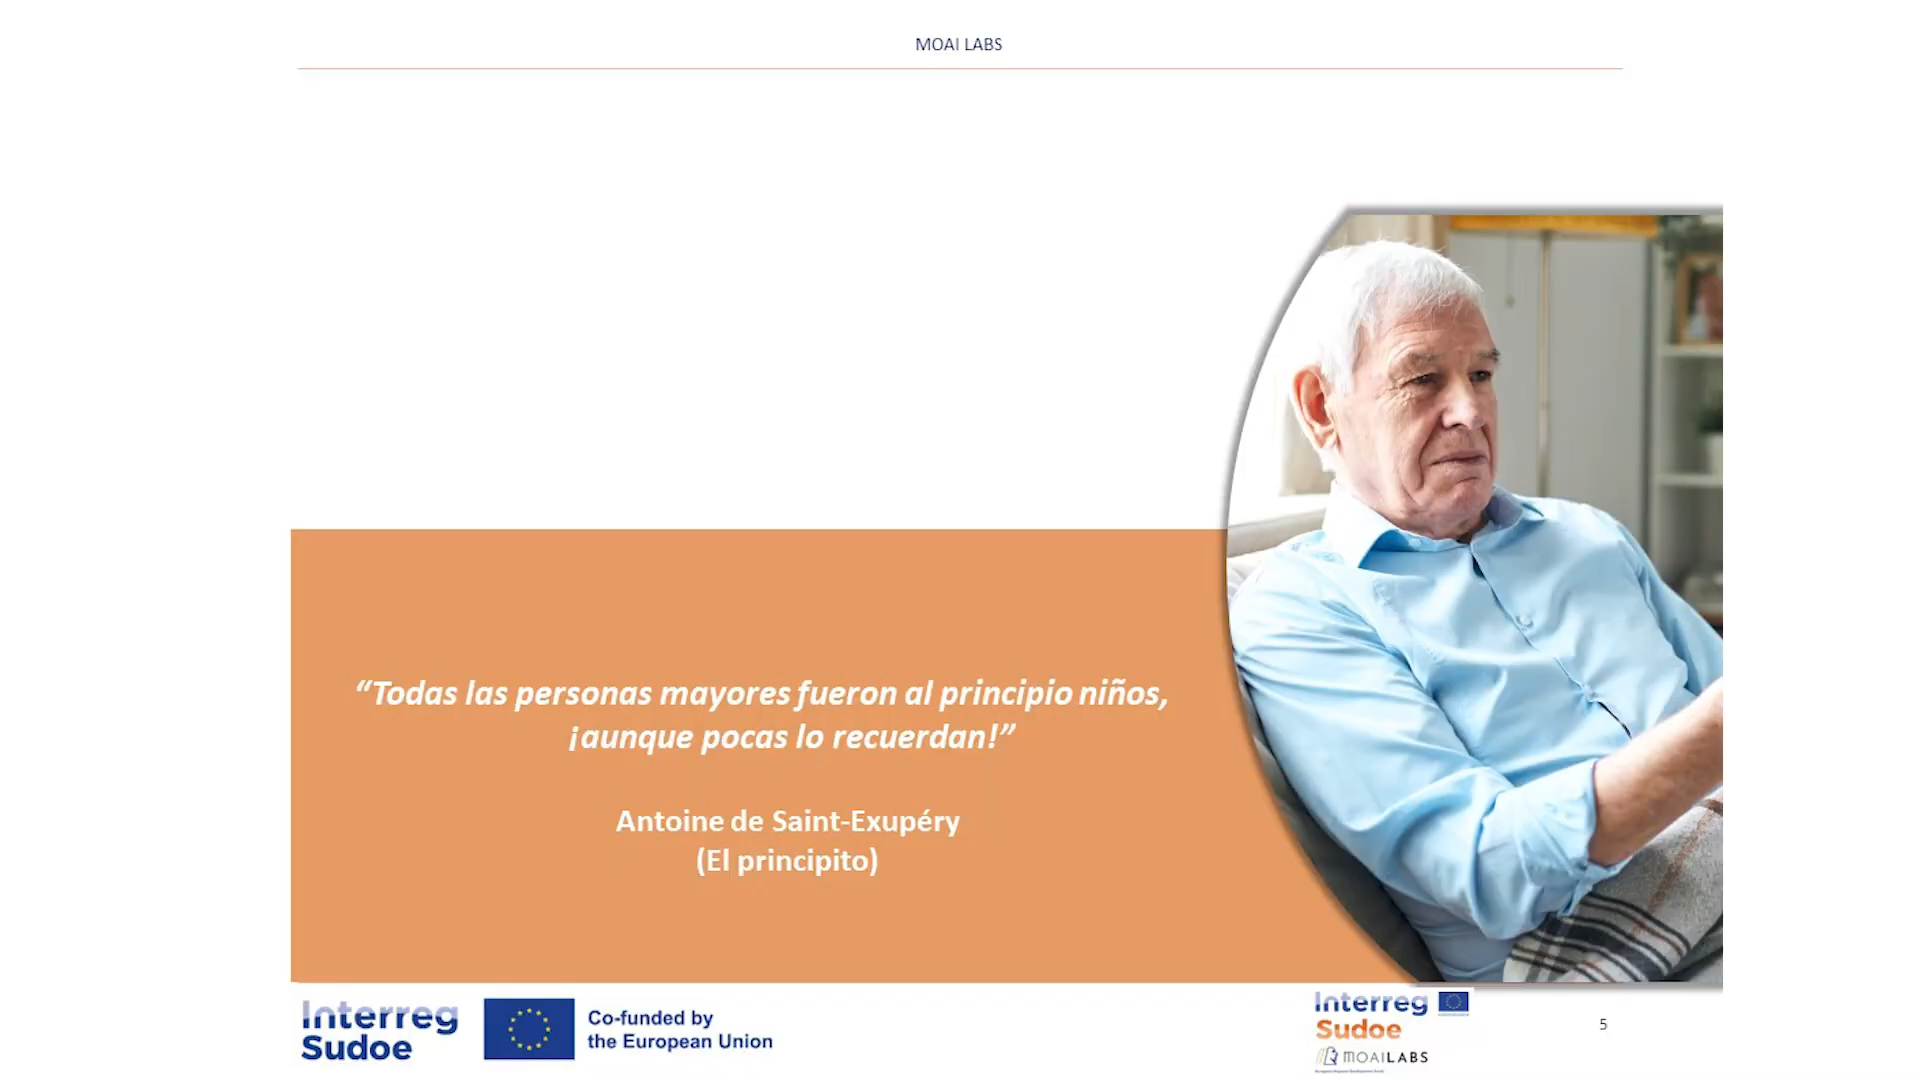 MOAI LABS
“Todas las personas mayores fueron al principio niños,
¡aunque pocas lo recuerdan!”
Antoine de Saint-Exupéry
(El principito)
Interreg
Sudoe
Co-funded by
the European Union
Interreg
Sudoe
MOAILABS
5